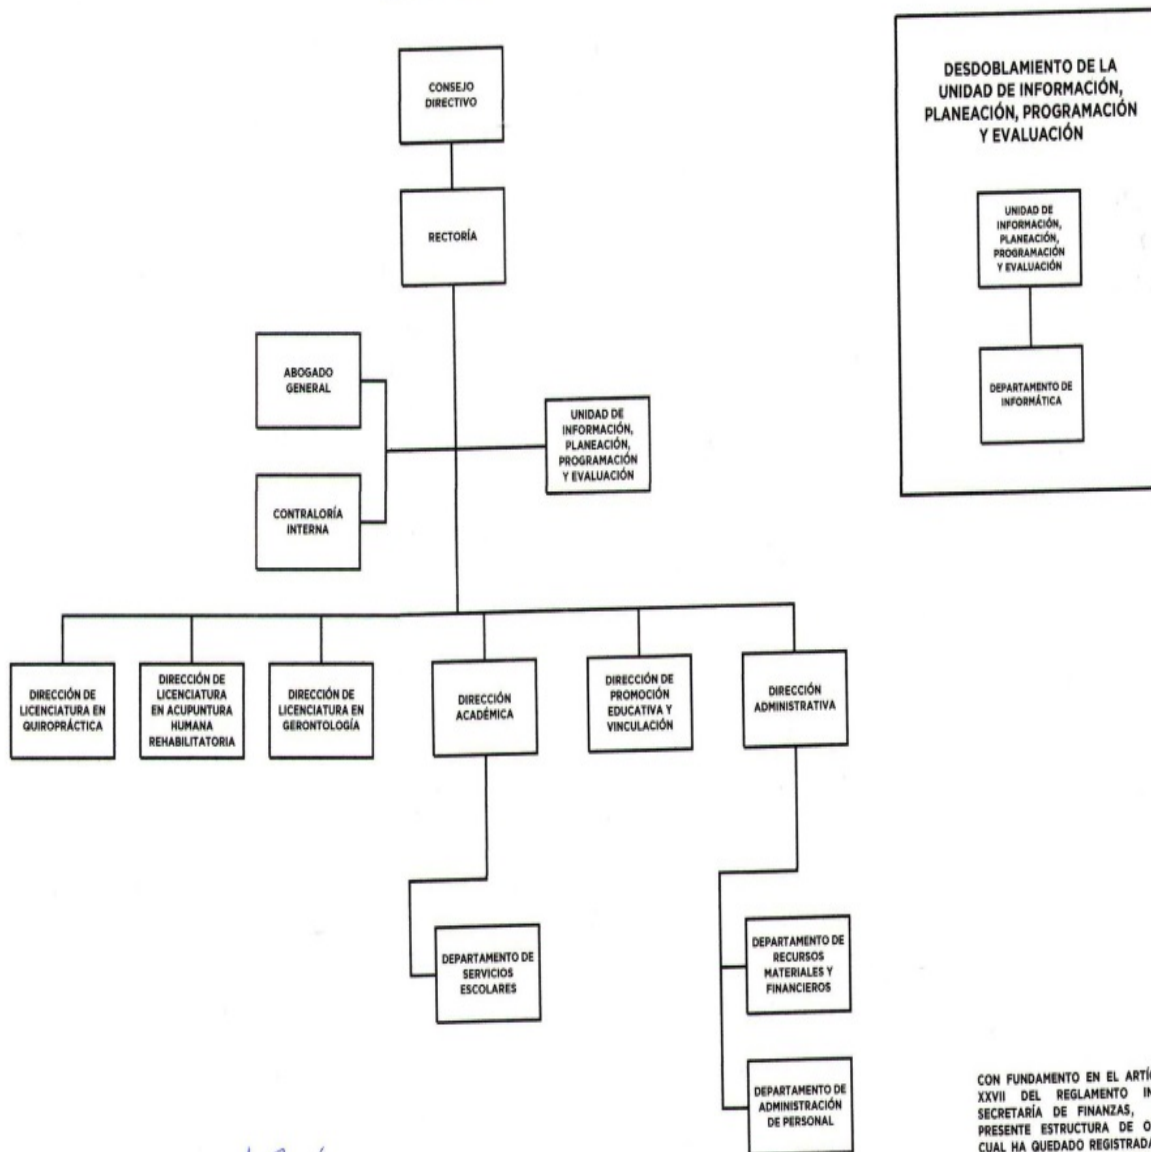 CONSEJO
DIRECTIVO
RECTORÍA
ABOGADO
GENERAL
CONTRALORÍA
INTERNA
UNIDAD DE
INFORMACIÓN,
PLANEACIÓN,
PROGRAMACIÓN
Y EVALUACIÓN
DIRECCIÓN DE
LICENCIATURA EN
QUIROPRÁCTICA
DIRECCIÓN DE
LICENCIATURA
EN ACUPUNTURA
HUMANA
REHABILITATORIA
DIRECCIÓN DE
LICENCIATURA EN
GERONTOLOGÍA
DIRECCIÓN
ACADÉMICA
DIRECCIÓN DE
PROMOCIÓN
EDUCATIVA Y
VINCULACIÓN
DIRECCIÓN
ADMINISTRATIVA
DEPARTAMENTO DE
SERVICIOS
ESCOLARES
DEPARTAMENTO DE
RECURSOS
MATERIALES Y
FINANCIEROS
DEPARTAMENTO DE
ADMINISTRACIÓN
DE PERSONAL
DESDOBLAMIENTO DE LA
UNIDAD DE INFORMACIÓN,
PLANEACIÓN, PROGRAMACIÓN
Y EVALUACIÓN
UNIDAD DE
INFORMACIÓN,
PLANEACIÓN,
PROGRAMACIÓN
Y EVALUACIÓN
DEPARTAMENTO DE
INFORMÁTICA
CON FUNDAMENTO EN EL
XXVII DEL REGLAMENTO
SECRETARÍA DE FINANZAS,
PRESENTE ESTRUCTURA DE
CUAL HA QUEDADO